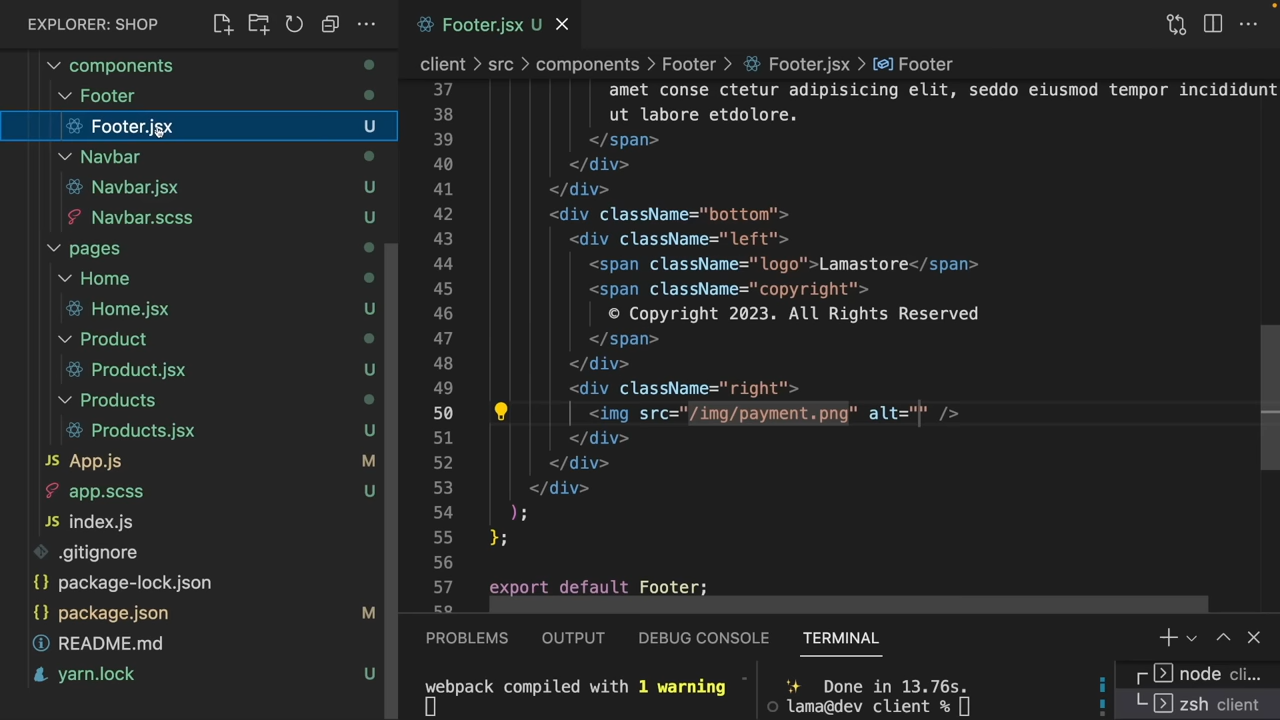 EXPLORER: SHOP
components
Footer
Footer.jsx U
Navbar
Navbar.jsx U
Navbar.scss U
pages
Home
Home.jsx U
Product
Product.jsx U
Products
Products.jsx U
JS App.js M
app.scss U
JS index.js
.gitignore
{} package-lock.json
{} package.json M
README.md
yarn.lock U
Footer.jsx U
client > src > components > Footer > Footer.jsx > Footer
37 amet conse ctetur adipisicing elit, seddo eiusmod tempor incididunt
38 ut labore etdolore.
39 </span>
40 </div>
41 </div>
42 <div className="bottom">
43 <div className="left">
44 <span className="logo">Lamastore</span>
45 <span className="copyright">
46 © Copyright 2023. All Rights Reserved
47 </span>
48 </div>
49 <div className="right">
50 <img src="/img/payment.png" alt="" />
51 </div>
52 </div>
53 </div>
54 );
55 };
56
57 export default Footer;
58
PROBLEMS OUTPUT DEBUG CONSOLE TERMINAL
webpack compiled with 1 warning
✨ Done in 13.76s.
lama@dev client %
node cli...
zsh client